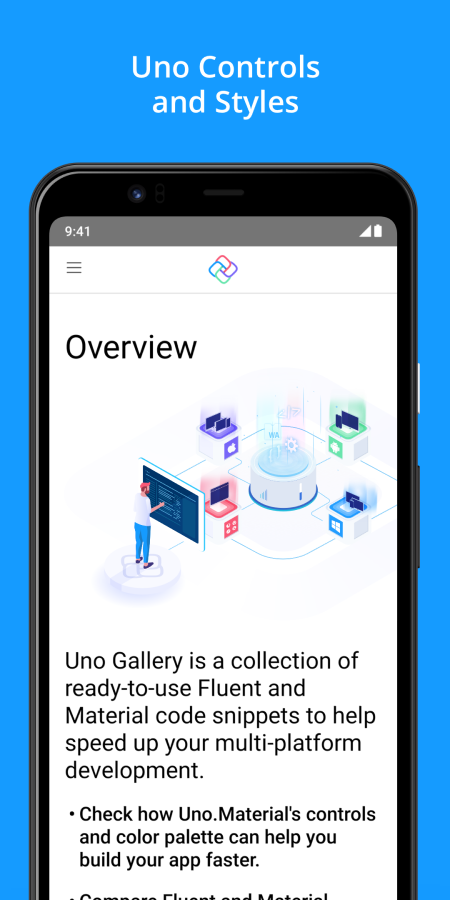 Uno Controls
and Styles
9:41
Overview
WA
Uno Gallery is a collection of
ready-to-use Fluent and
Material code snippets to help
speed up your multi-platform
development.
• Check how Uno.Material's controls
and color palette can help you
build your app faster.
• Compare Fluent and Material